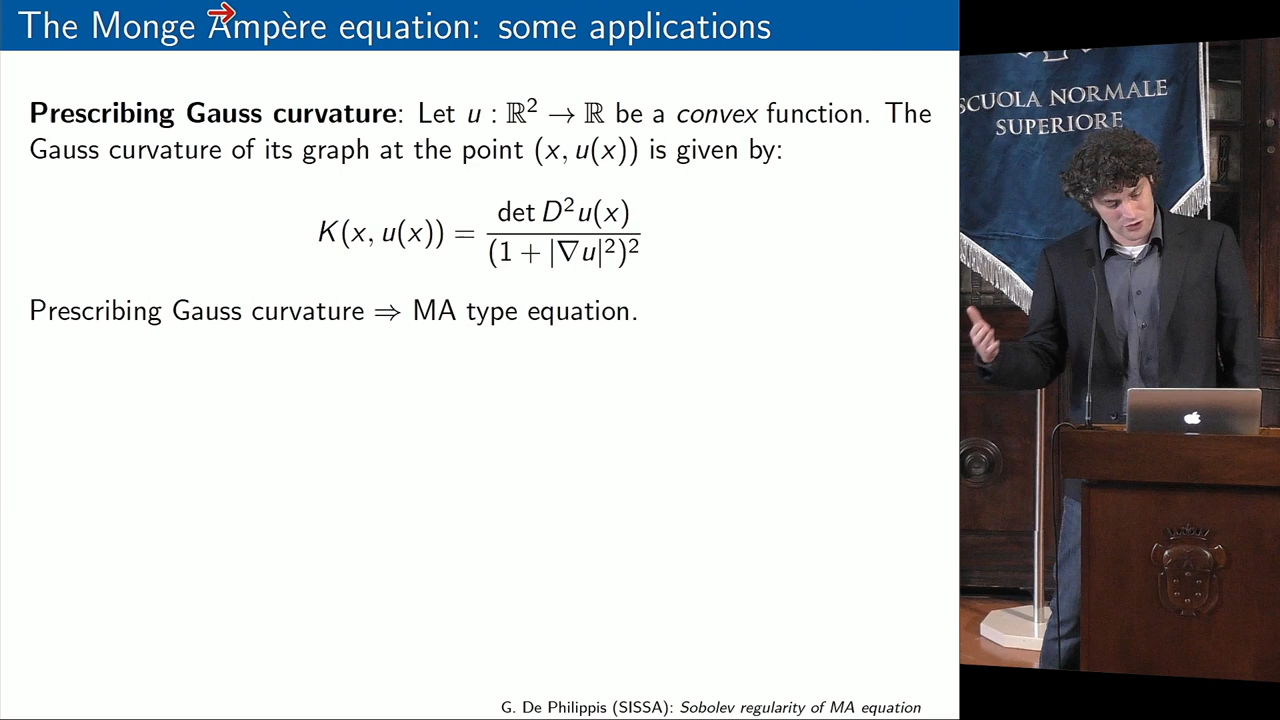 The Monge Ampère equation: some applications
Prescribing Gauss curvature: Let u : ℝ² → ℝ be a convex function. The
Gauss curvature of its graph at the point (x, u(x)) is given by:
K(x, u(x)) = det D²u(x) / (1 + |∇u|²)²
Prescribing Gauss curvature ⇒ MA type equation.
G. De Philippis (SISSA): Sobolev regularity of MA equation
SCUOLA NORMALE
SUPERIORE